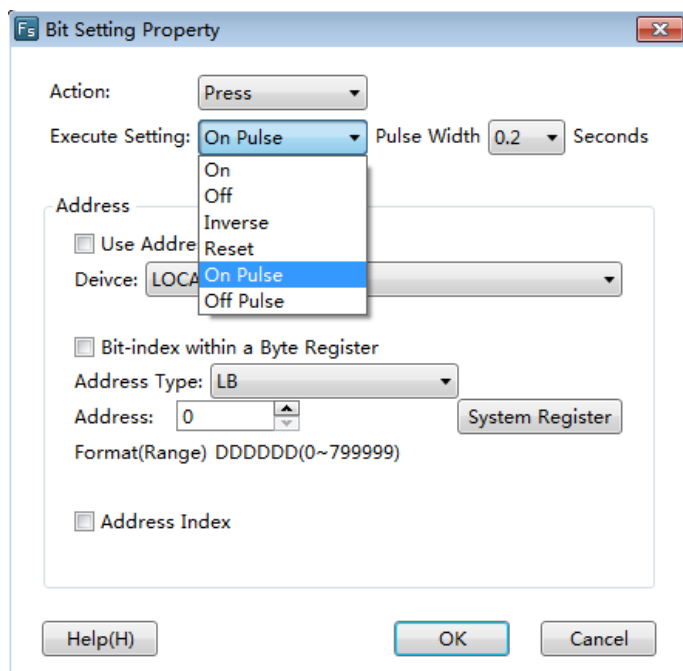 Fs Bit Setting Property
Action: Press
Execute Setting: On Pulse Pulse Width 0.2 Seconds
On
Off
Inverse
Reset
On Pulse
Off Pulse
Address
Use Addre
Deivce: LOCA
Bit-index within a Byte Register
Address Type: LB
Address: 0 System Register
Format(Range) DDDDDD(0~799999)
Address Index
Help(H) OK Cancel